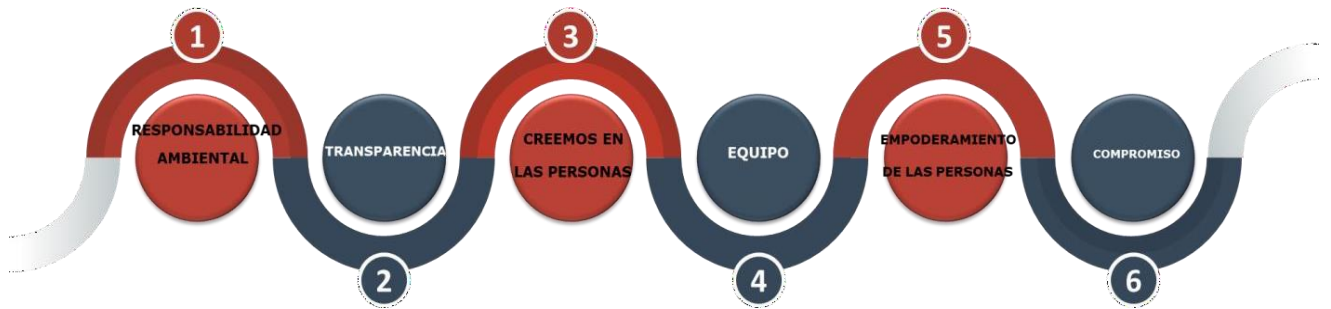 1
RESPONSABILIDAD
AMBIENTAL
2
TRANSPARENCIA
3
CREEMOS EN
LAS PERSONAS
4
EQUIPO
5
EMPODERAMIENTO
DE LAS PERSONAS
6
COMPROMISO